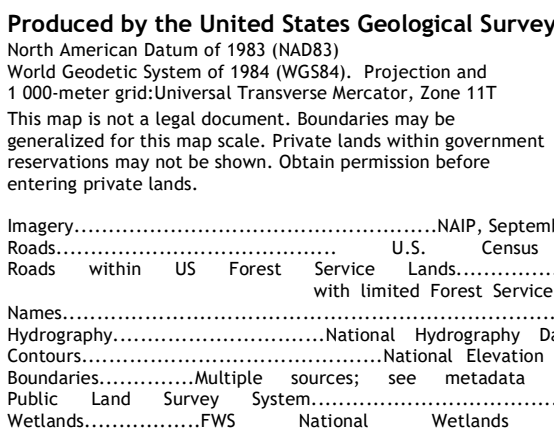 Produced by the United States Geological Survey
North American Datum of 1983 (NAD83)
World Geodetic System of 1984 (WGS84). Projection and
1 000-meter grid:Universal Transverse Mercator, Zone 11T
This map is not a legal document. Boundaries may be
generalized for this map scale. Private lands within government
reservations may not be shown. Obtain permission before
entering private lands.
Imagery.....................................................NAIP,
Roads......................................... U.S. Census
Roads within US Forest Service Lands...............
with limited Forest Service
Names.........................................................................
Hydrography...............................National Hydrography
Contours............................................National Elevation
Boundaries..............Multiple sources; see metadata
Public Land Survey System....................................
Wetlands.................FWS National Wetlands